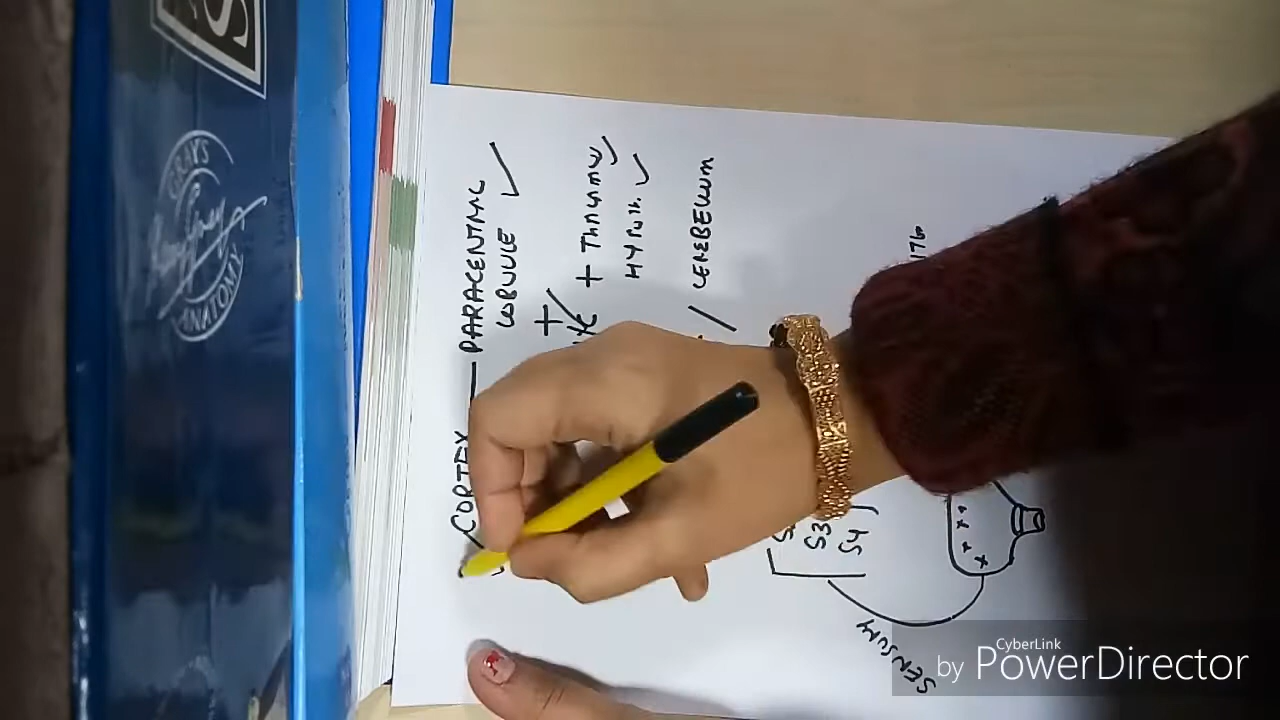 CORTEX — PARACENTRAL
LOBULE ✓
+
+ Thalamus ✓
HYPOTH. ✓
/ CEREBELLUM
S3
S4
SENSORY
GRAYS
ANATOMY
CyberLink
by PowerDirector